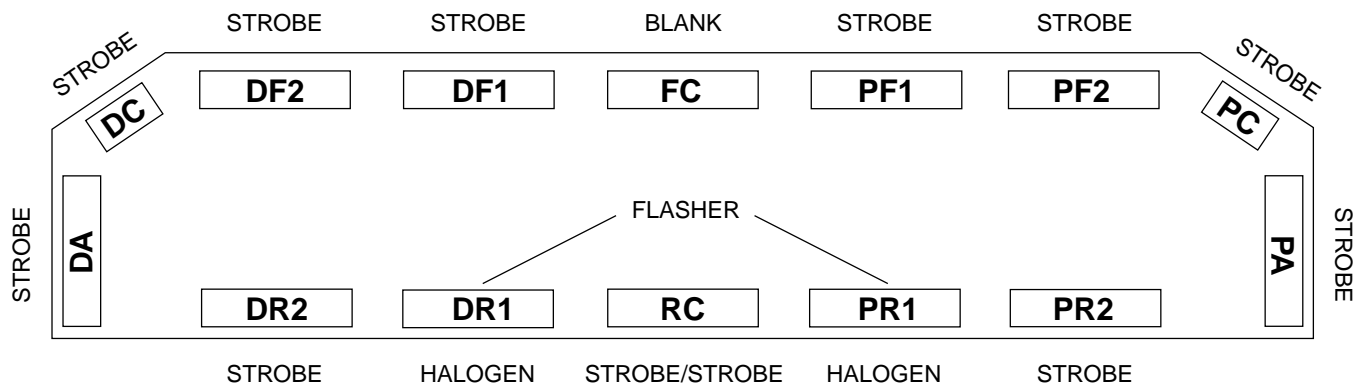 STROBE STROBE BLANK STROBE STROBE
STROBE STROBE
DF2 DF1 FC PF1 PF2
DC PC
FLASHER
STROBE DA PA STROBE
DR2 DR1 RC PR1 PR2
STROBE HALOGEN STROBE/STROBE HALOGEN STROBE